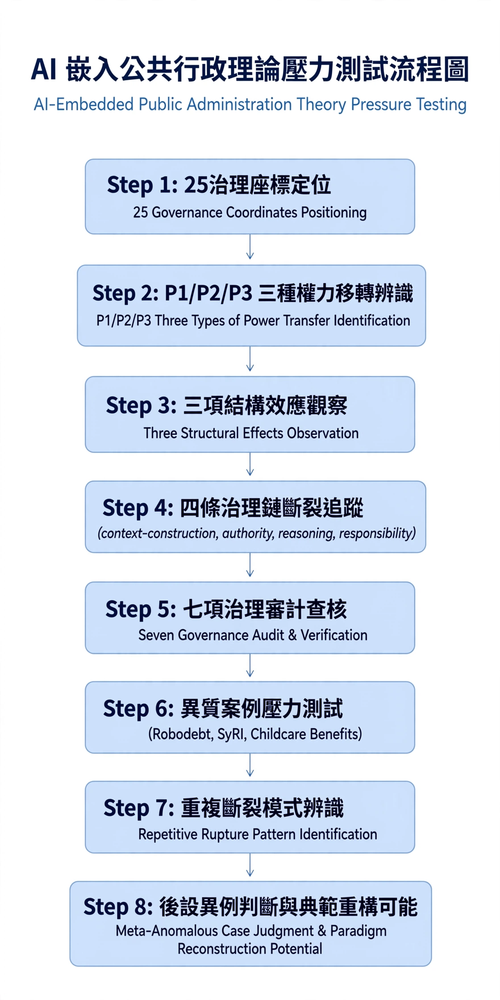 AI 嵌入公共行政理論壓力測試流程圖
AI-Embedded Public Administration Theory Pressure Testing
Step 1: 25治理座標定位
25 Governance Coordinates Positioning
Step 2: P1/P2/P3 三種權力移轉辨識
P1/P2/P3 Three Types of Power Transfer Identification
Step 3: 三項結構效應觀察
Three Structural Effects Observation
Step 4: 四條治理鏈斷裂追蹤
(context-construction, authority, reasoning, responsibility)
Step 5: 七項治理審計查核
Seven Governance Audit & Verification
Step 6: 異質案例壓力測試
(Robodebt, SyRI, Childcare Benefits)
Step 7: 重複斷裂模式辨識
Repetitive Rupture Pattern Identification
Step 8: 後設異例判斷與典範重構可能
Meta-Anomalous Case Judgment & Paradigm
Reconstruction Potential